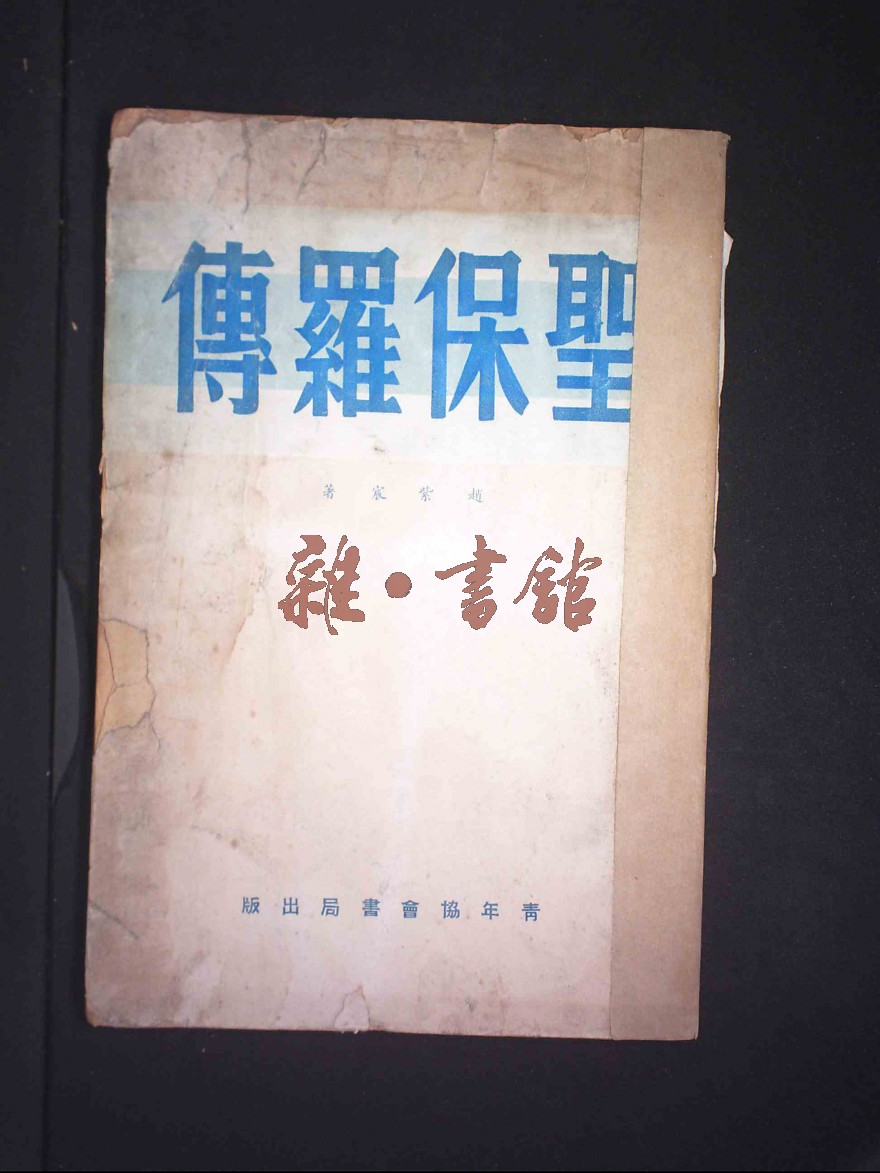 聖保羅傳
趙紫宸著
雜•書館
青年協會書局出版